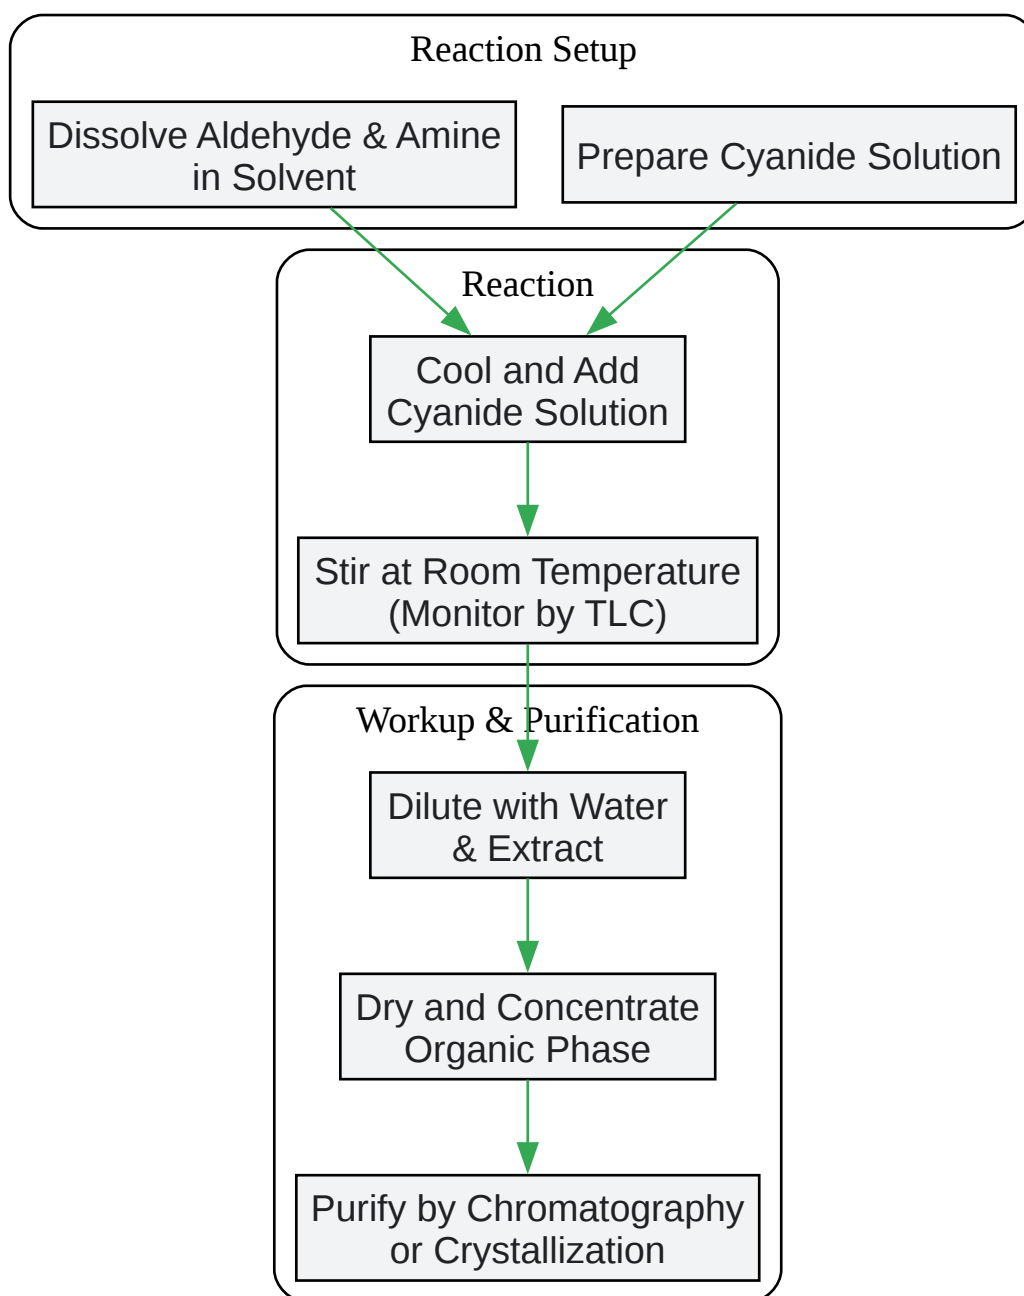 Reaction Setup
Dissolve Aldehyde & Amine
in Solvent
Prepare Cyanide Solution
Reaction
Cool and Add
Cyanide Solution
Stir at Room Temperature
(Monitor by TLC)
Workup & Purification
Dilute with Water
& Extract
Dry and Concentrate
Organic Phase
Purify by Chromatography
or Crystallization